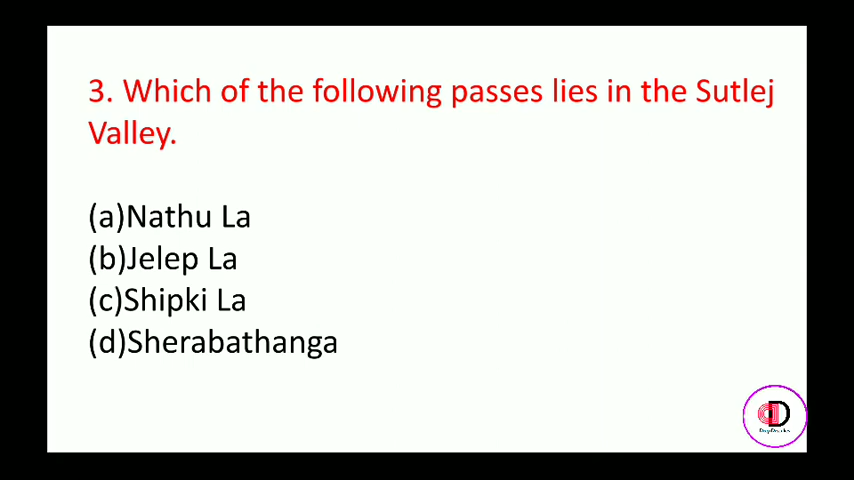 3. Which of the following passes lies in the Sutlej
Valley.
(a)Nathu La
(b)Jelep La
(c)Shipki La
(d)Sherabathanga
D